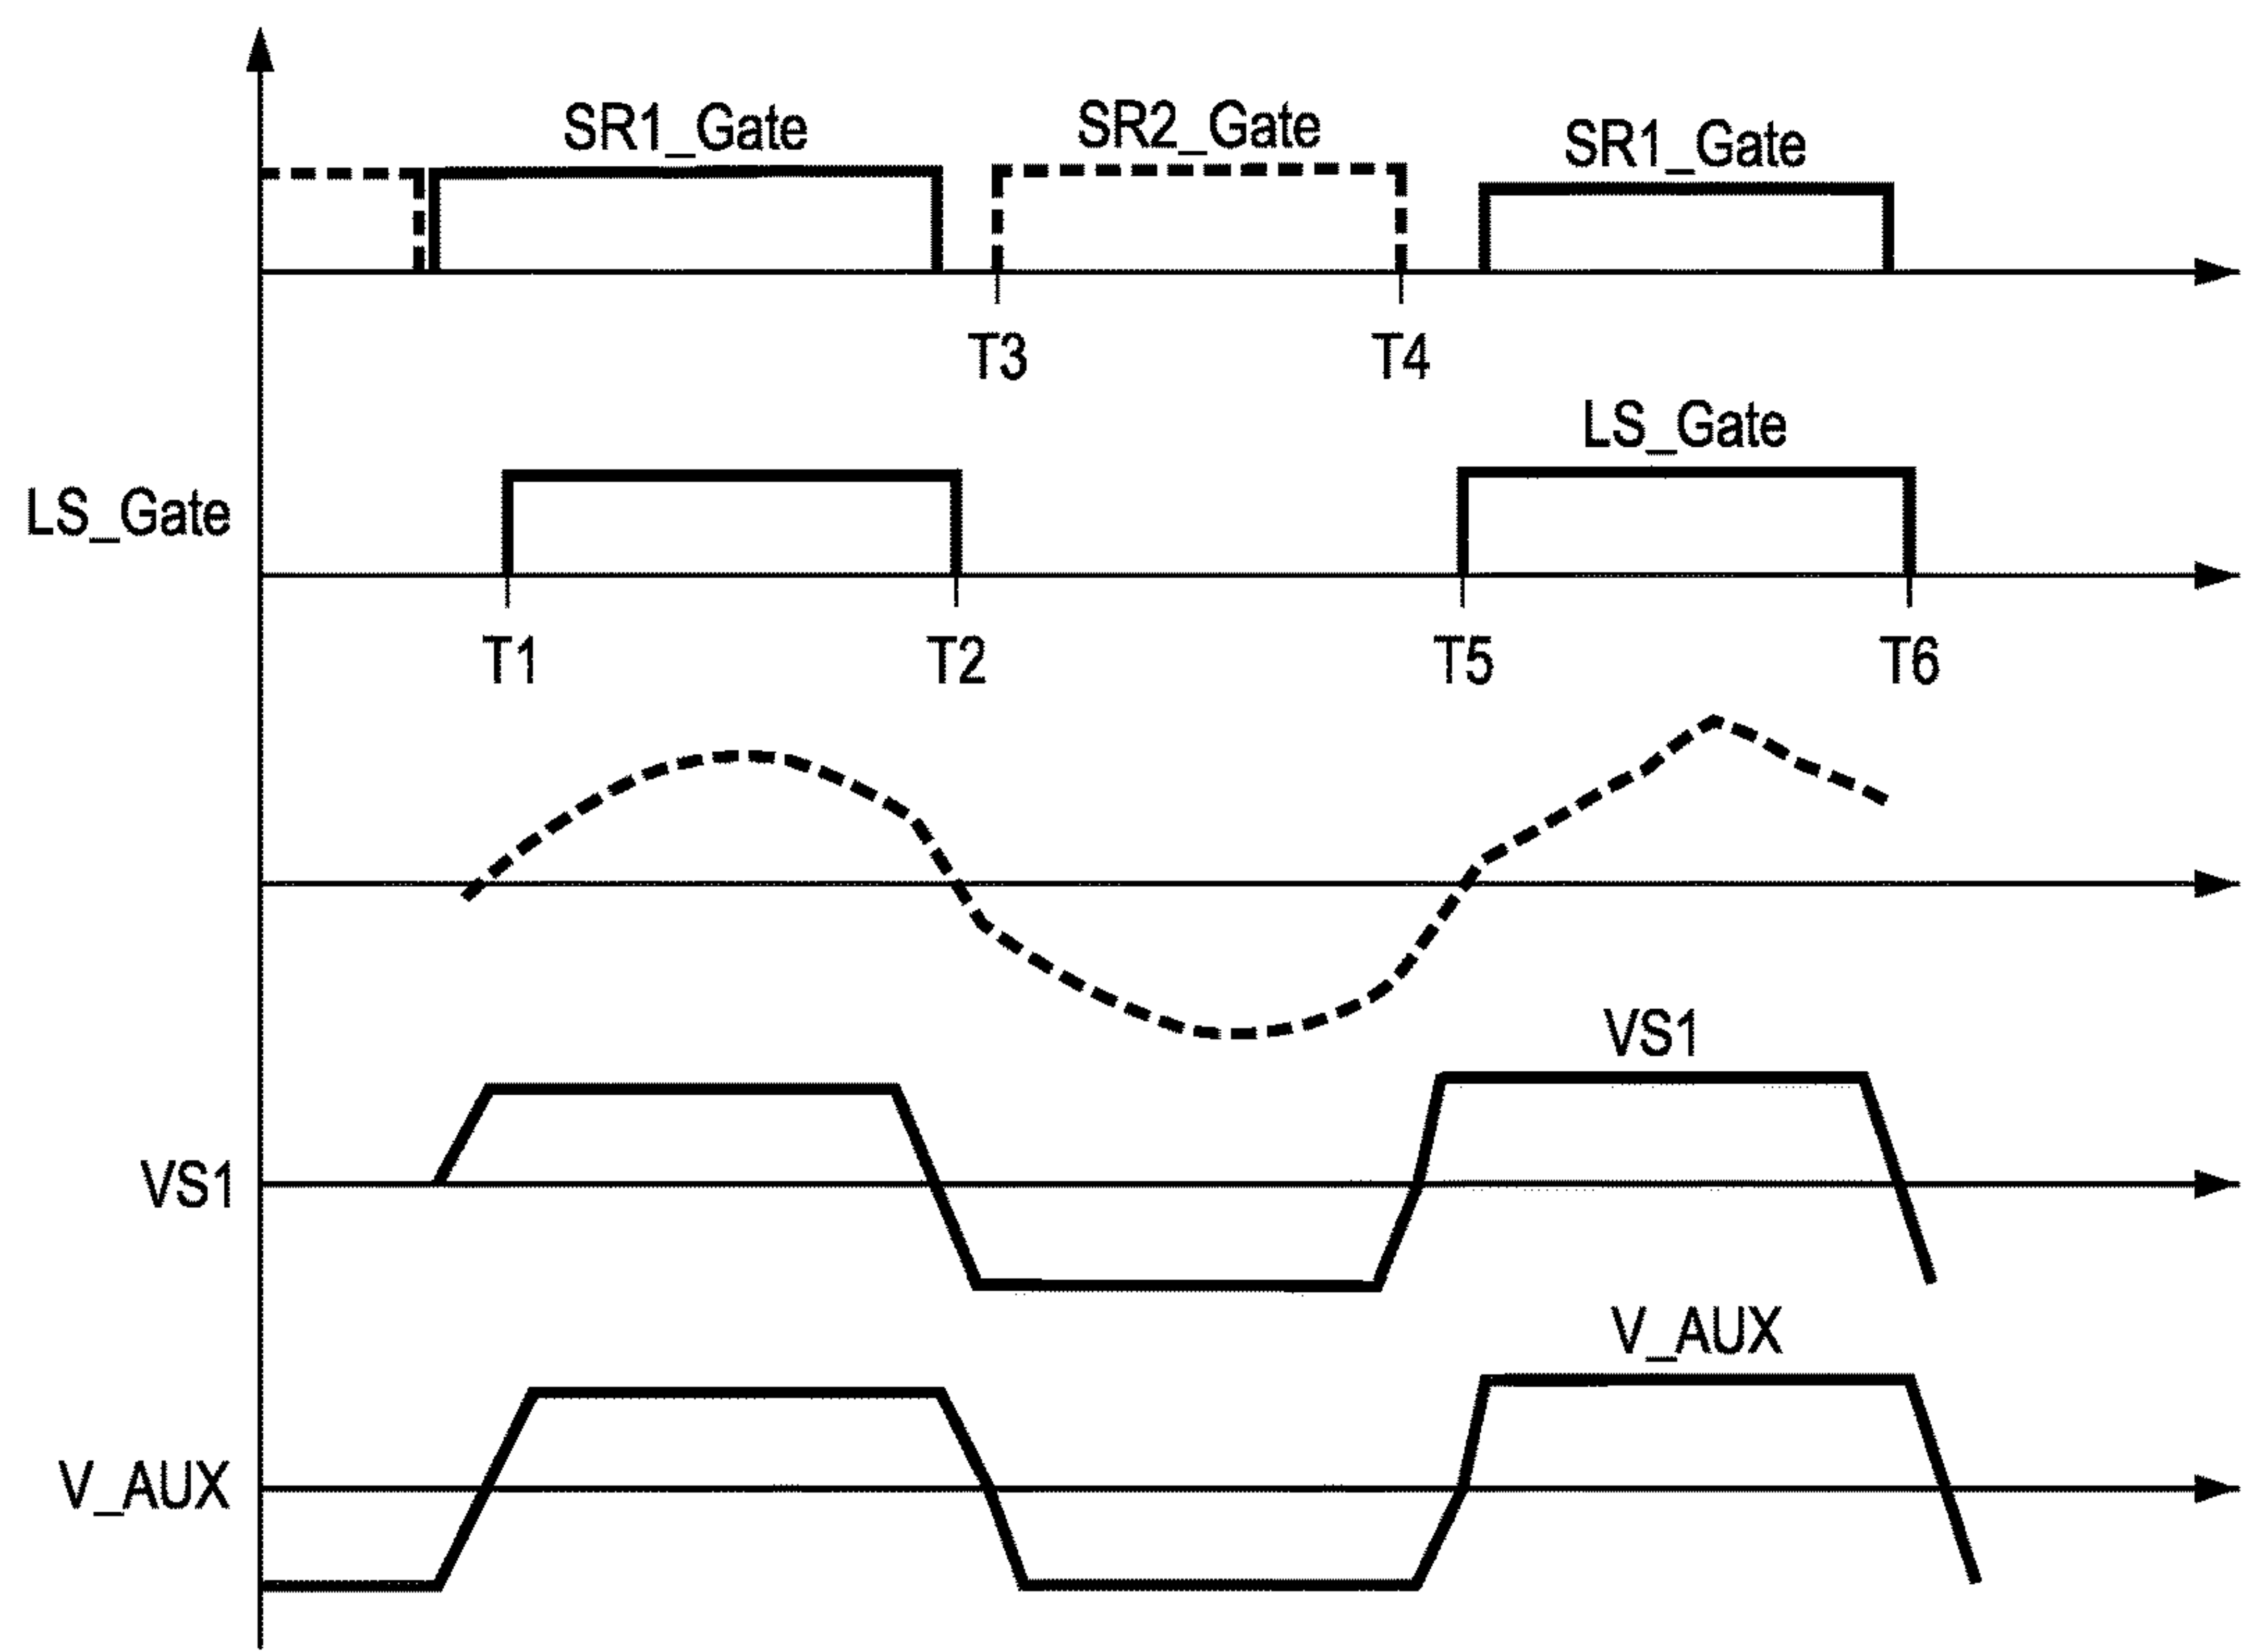 SR1_Gate
SR2_Gate
SR1_Gate
T3
T4
LS_Gate
LS_Gate
T1
T2
T5
T6
VS1
VS1
V_AUX
V_AUX